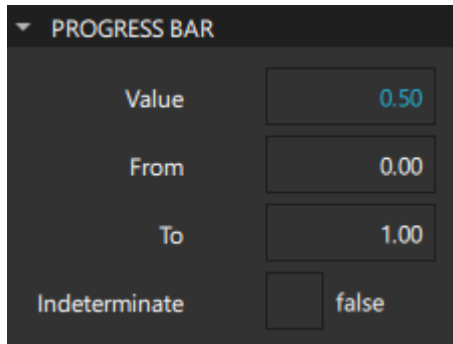 PROGRESS BAR
Value 0.50
From 0.00
To 1.00
Indeterminate false